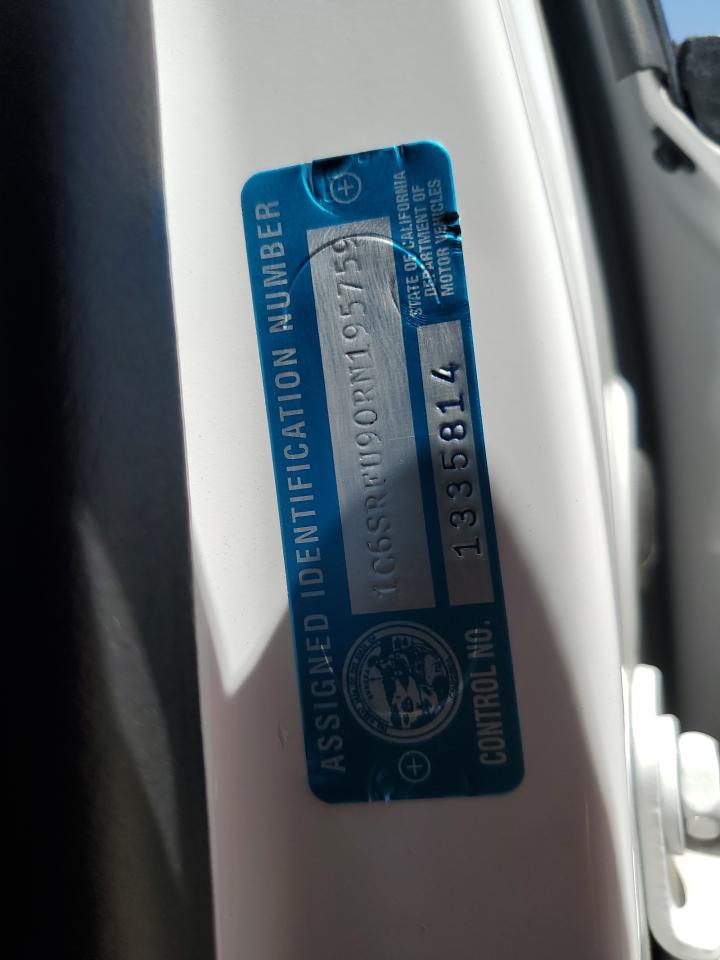 ASSIGNED IDENTIFICATION NUMBER
1C6SRFU90RN195759
STATE OF CALIFORNIA
DEPARTMENT OF
MOTOR VEHICLES
CONTROL NO.
1335814